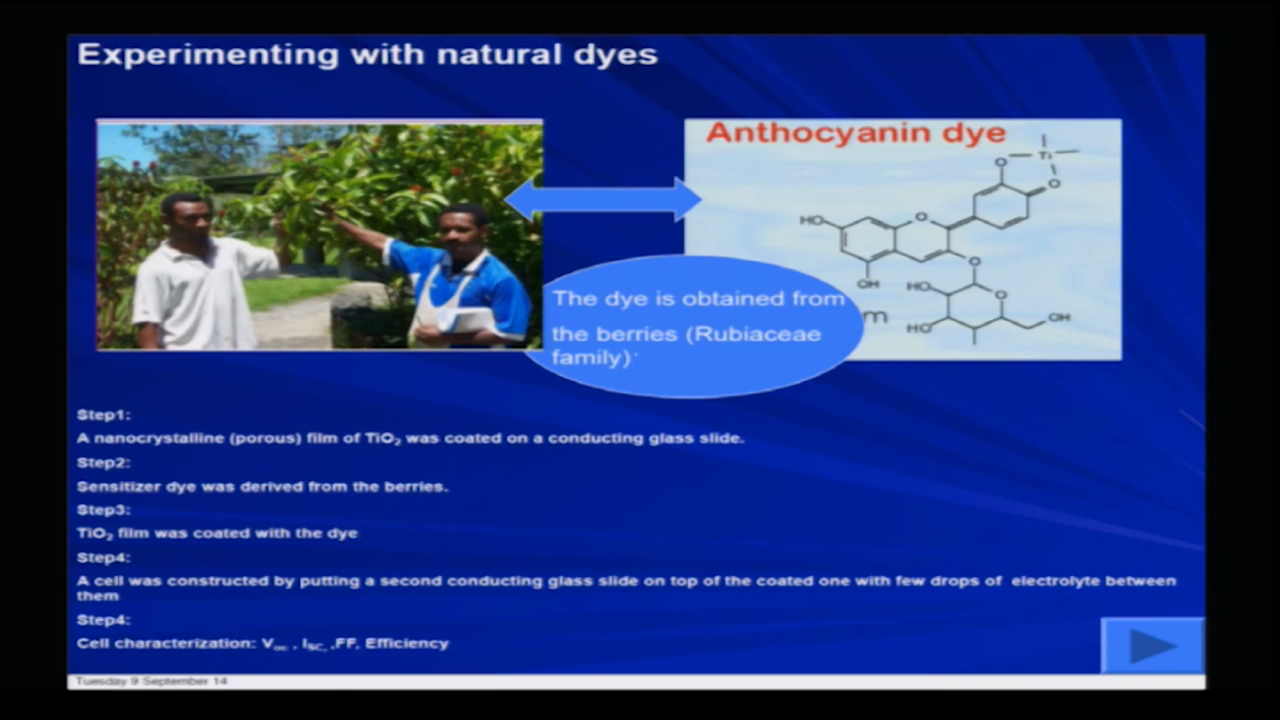 Experimenting with natural dyes
Anthocyanin dye
Ti
O
O
HO
O
OH
O
HO
O
HO
OH
m
The dye is obtained from
the berries (Rubiaceae
family)
Step1:
A nanocrystalline (porous) film of TiO₂ was coated on a conducting glass slide.
Step2:
Sensitizer dye was derived from the berries.
Step3:
TiO₂ film was coated with the dye
Step4:
A cell was constructed by putting a second conducting glass slide on top of the coated one with few drops of electrolyte between
them
Step4:
Cell characterization: Voc , ISC, ,FF, Efficiency
Tuesday 9 September 14